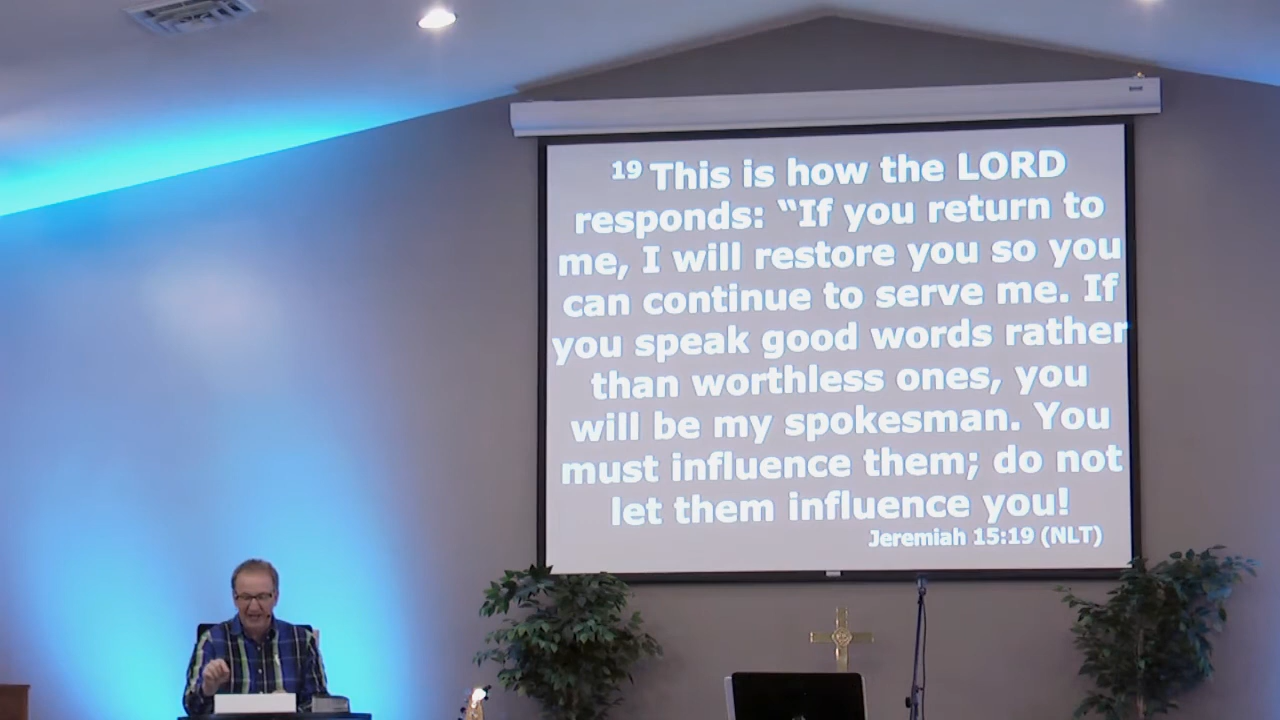 19 This is how the LORD
responds: “If you return to
me, I will restore you so you
can continue to serve me. If
you speak good words rather
than worthless ones, you
will be my spokesman. You
must influence them; do not
let them influence you!
Jeremiah 15:19 (NLT)